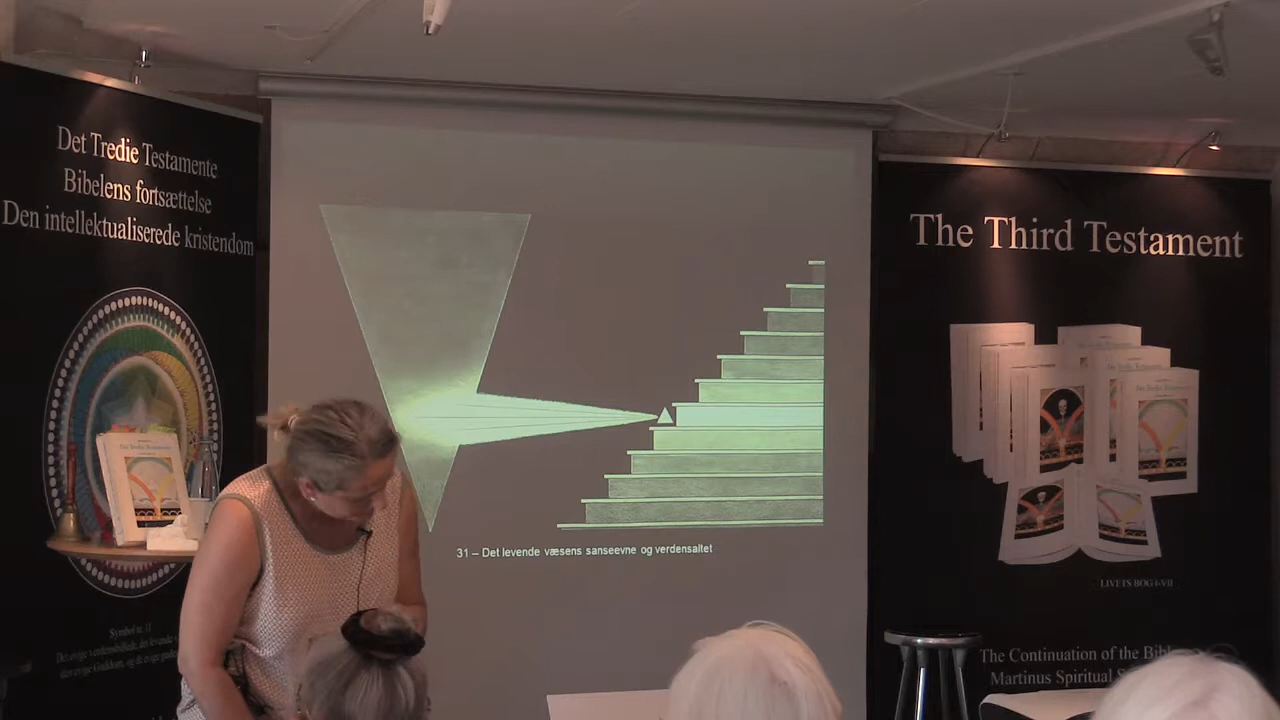 Det Tredie Testamente
Bibelens fortsættelse
Den intellektualiserede kristendom
Symbol nr. 11
31 – Det levende væsens sanseevne og verdensaltet
The Third Testament
LIVETS BOG I-VII
The Continuation of the
Martinus Spiritual